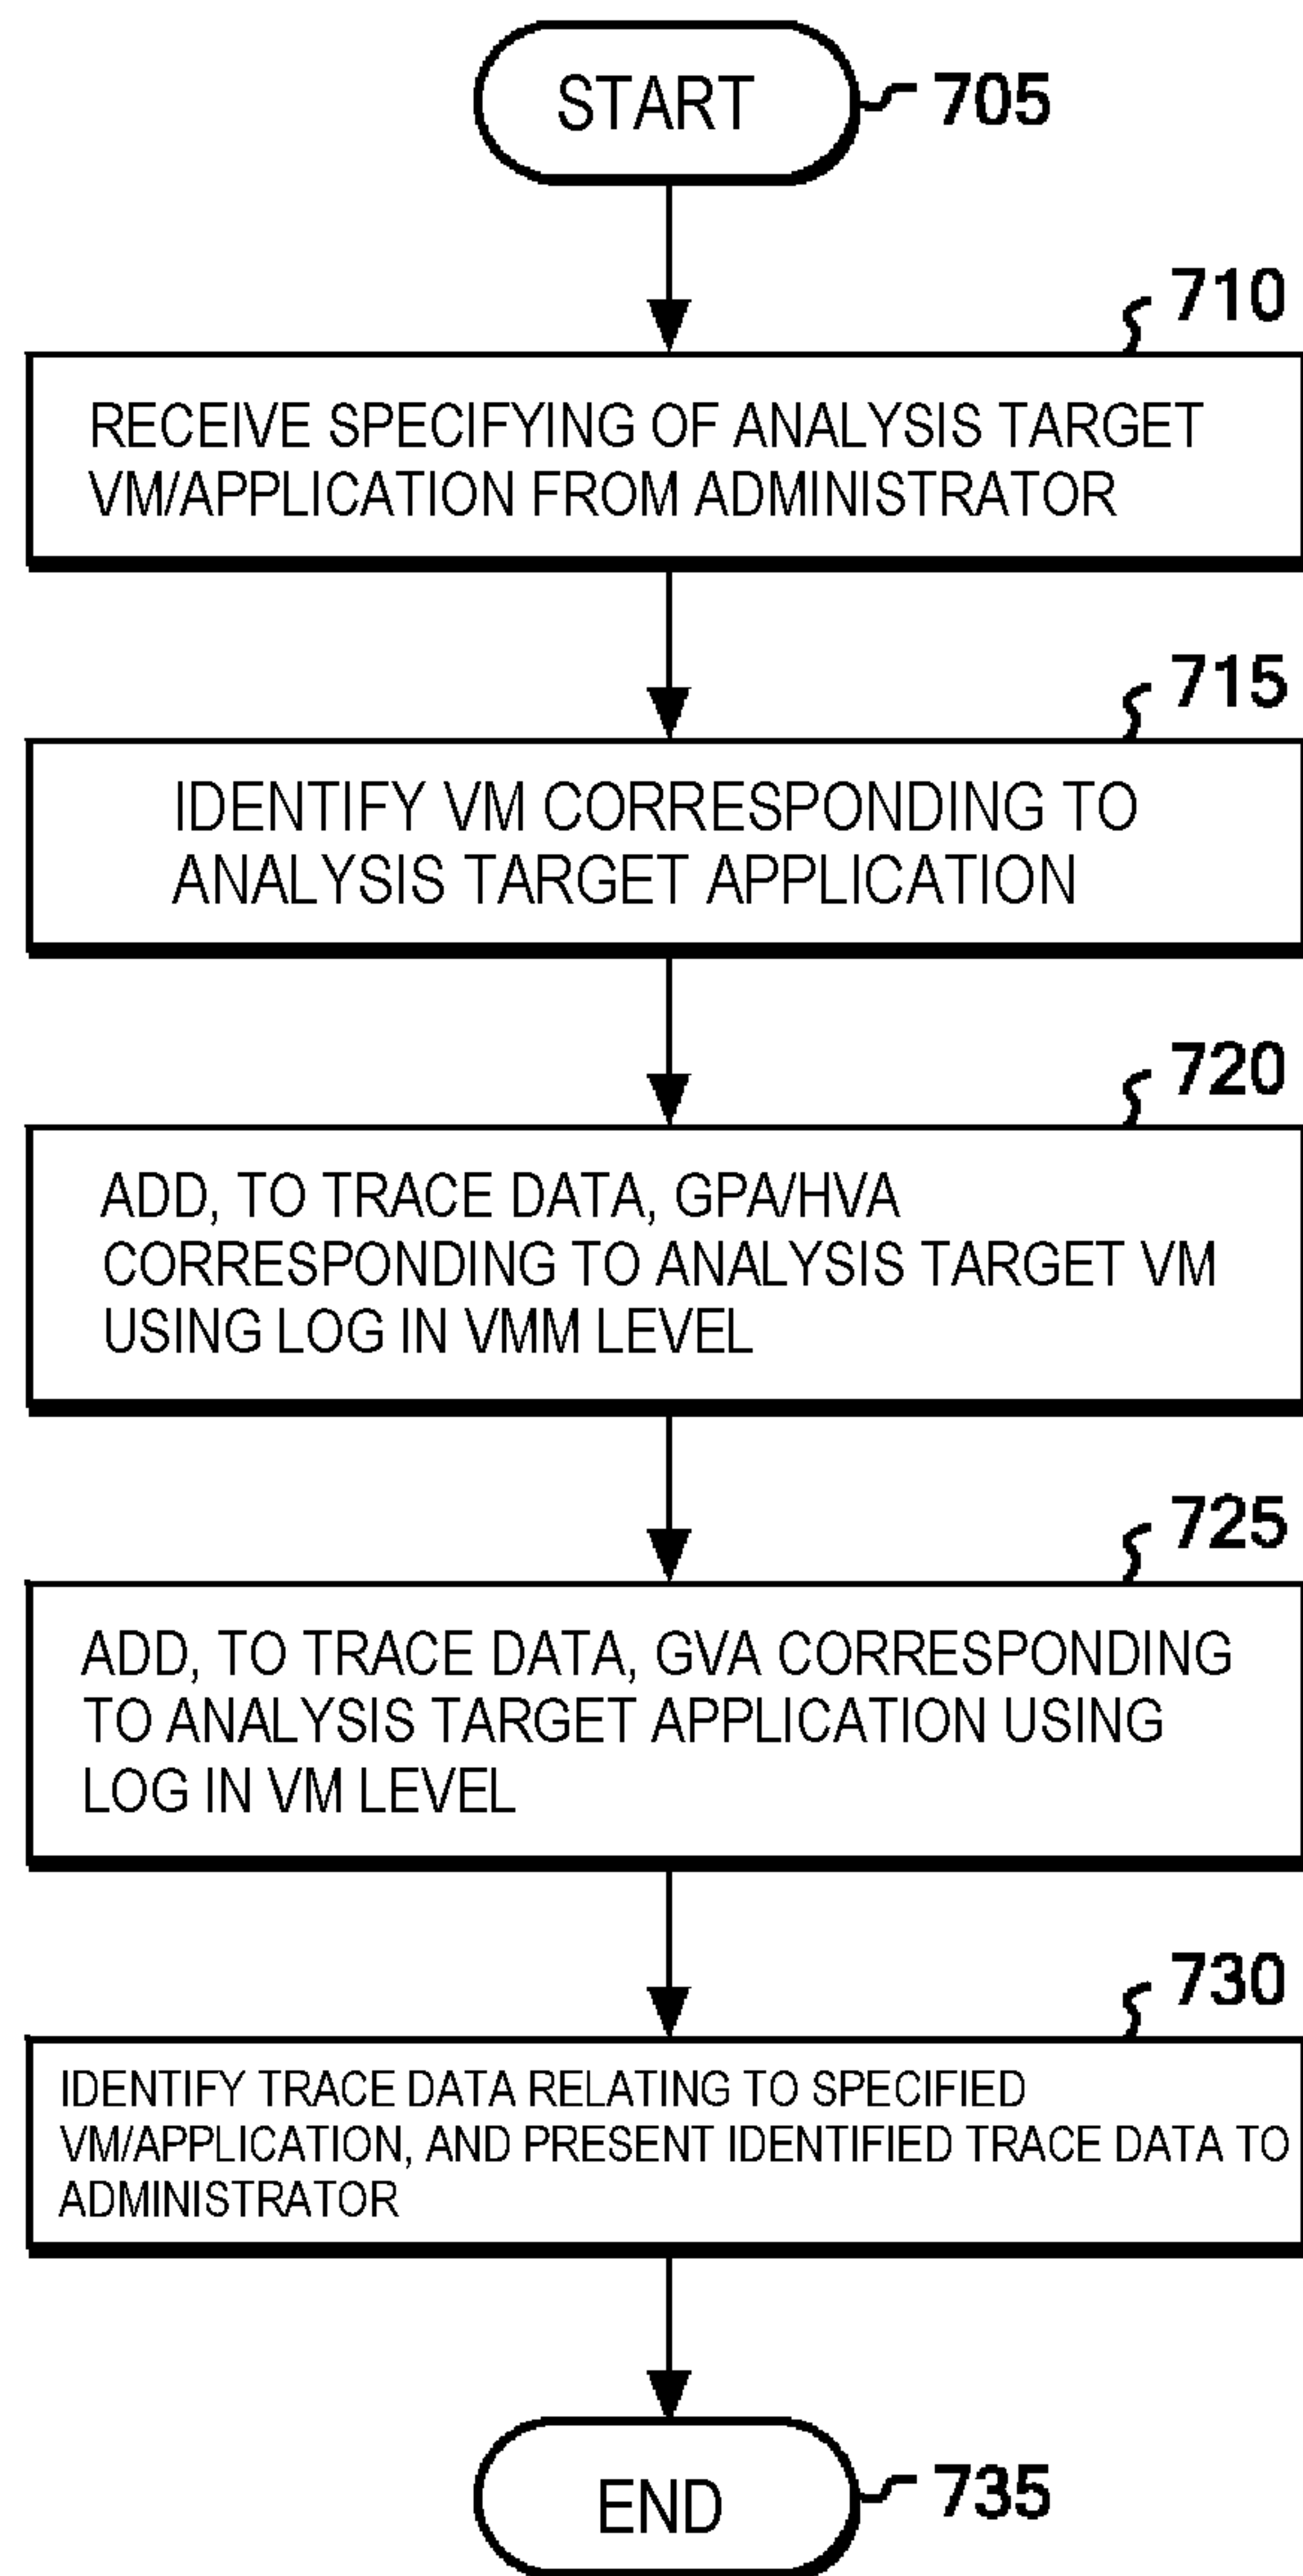 START
705
710
RECEIVE SPECIFYING OF ANALYSIS TARGET
VM/APPLICATION FROM ADMINISTRATOR
715
IDENTIFY VM CORRESPONDING TO
ANALYSIS TARGET APPLICATION
720
ADD, TO TRACE DATA, GPA/HVA
CORRESPONDING TO ANALYSIS TARGET VM
USING LOG IN VMM LEVEL
725
ADD, TO TRACE DATA, GVA CORRESPONDING
TO ANALYSIS TARGET APPLICATION USING
LOG IN VM LEVEL
730
IDENTIFY TRACE DATA RELATING TO SPECIFIED
VM/APPLICATION, AND PRESENT IDENTIFIED TRACE DATA TO
ADMINISTRATOR
END
735